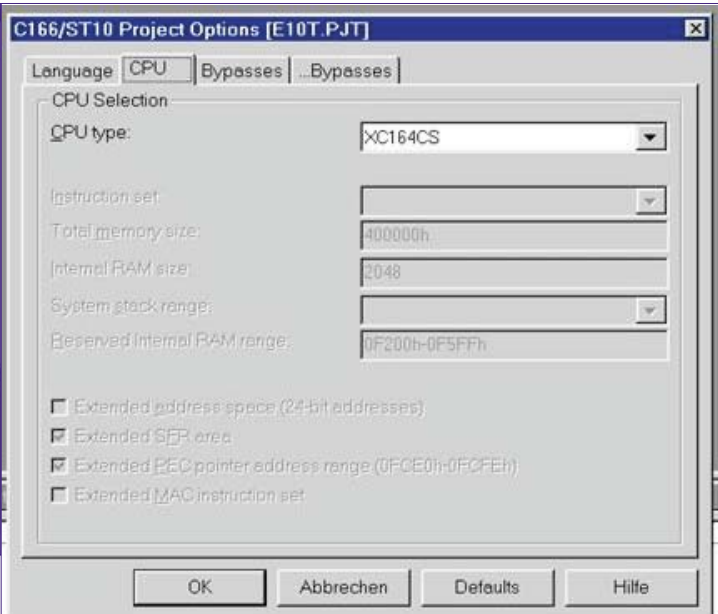 C166/ST10 Project Options [E10T.PJT]
Language CPU Bypasses ...Bypasses
CPU Selection
CPU type: XC164CS
Instruction set:
Total memory size: 400000h
Internal RAM size: 2048
System stack range:
Reserved Internal RAM range: 0F200h-0F5FFh
Extended address space (24-bit addresses)
Extended SFR area
Extended PEC pointer address range (0FCE0h-0FCFEh)
Extended MAC instruction set
OK Abbrechen Defaults Hilfe